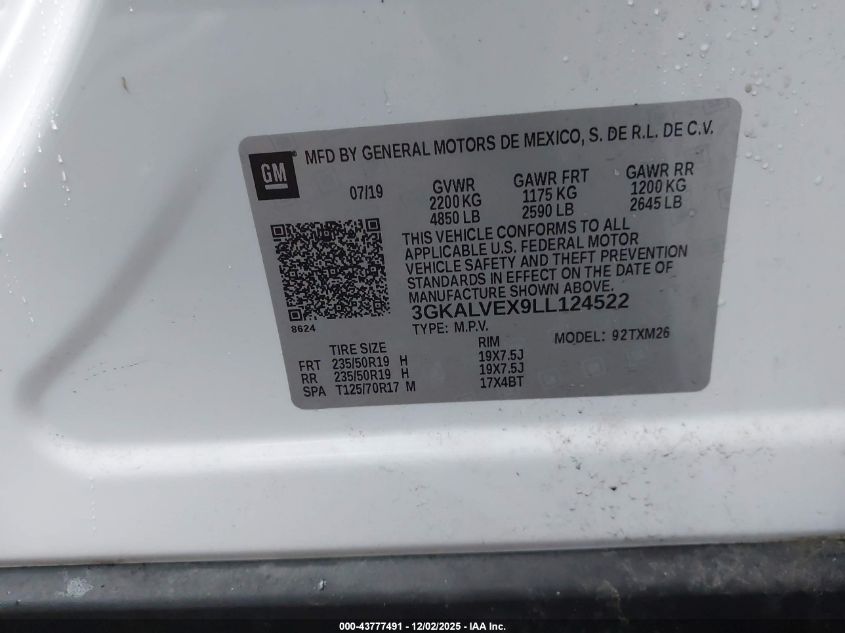 GM
MFD BY GENERAL MOTORS DE MEXICO, S. DE R.L. DE C.V.
07/19 GVWR GAWR FRT GAWR RR
2200 KG 1175 KG 1200 KG
4850 LB 2590 LB 2645 LB
THIS VEHICLE CONFORMS TO ALL
APPLICABLE U.S. FEDERAL MOTOR
VEHICLE SAFETY AND THEFT PREVENTION
STANDARDS IN EFFECT ON THE DATE OF
MANUFACTURE SHOWN ABOVE.
3GKALVEX9LL124522
8624
TYPE: M.P.V. MODEL: 92TXM26
TIRE SIZE RIM
FRT 235/50R19 H 19X7.5J
RR 235/50R19 H 19X7.5J
SPA T125/70R17 M 17X4BT
000-43777491 - 12/02/2025 - IAA Inc.